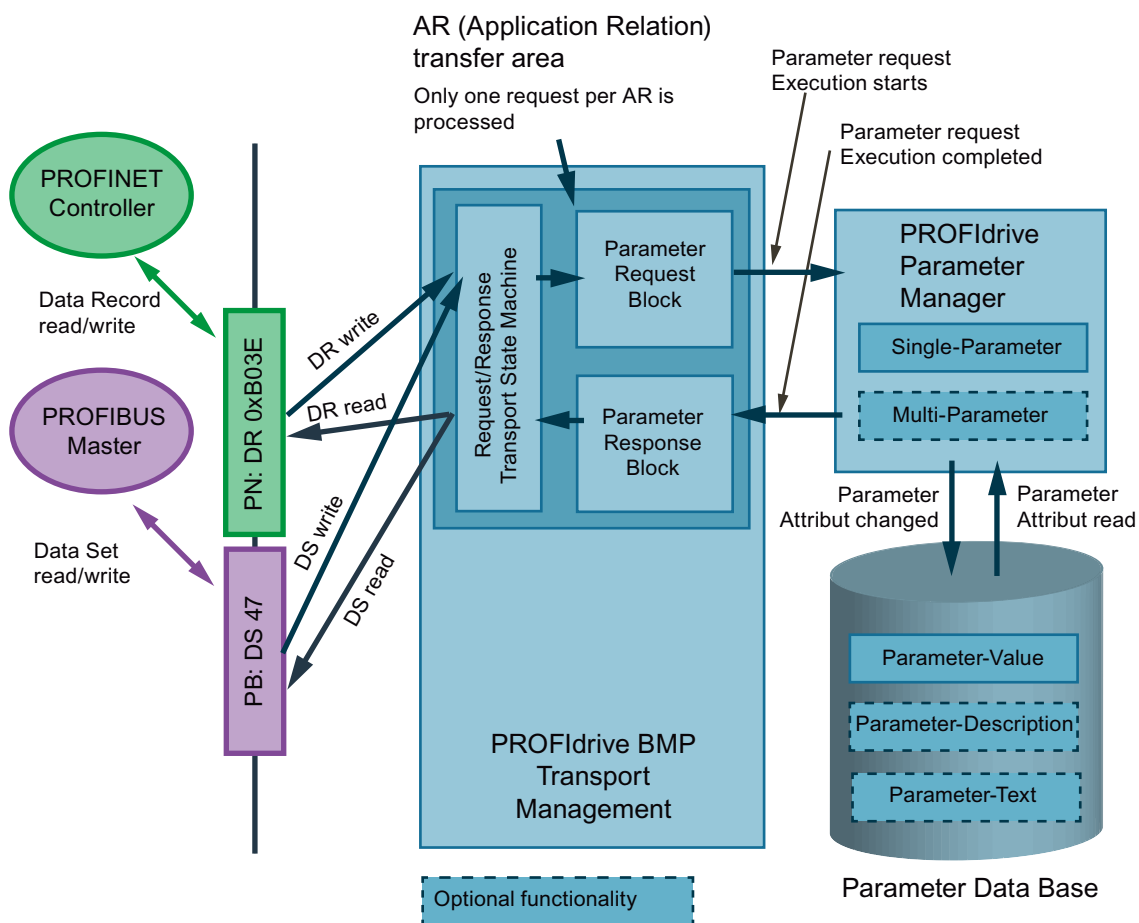 AR (Application Relation)
transfer area
Only one request per AR is
processed
Parameter request
Execution starts
Parameter request
Execution completed
PROFINET
Controller
Data Record
read/write
PROFIBUS
Master
Data Set
read/write
PN: DR 0xB03E
PB: DS 47
DR write
DR read
DS write
DS read
Request/Response
Transport State Machine
Parameter
Request
Block
Parameter
Response
Block
PROFIdrive BMP
Transport
Management
PROFIdrive
Parameter
Manager
Single-Parameter
Multi-Parameter
Parameter
Attribut changed
Parameter
Attribut read
Parameter-Value
Parameter-Description
Parameter-Text
Parameter Data Base
Optional functionality